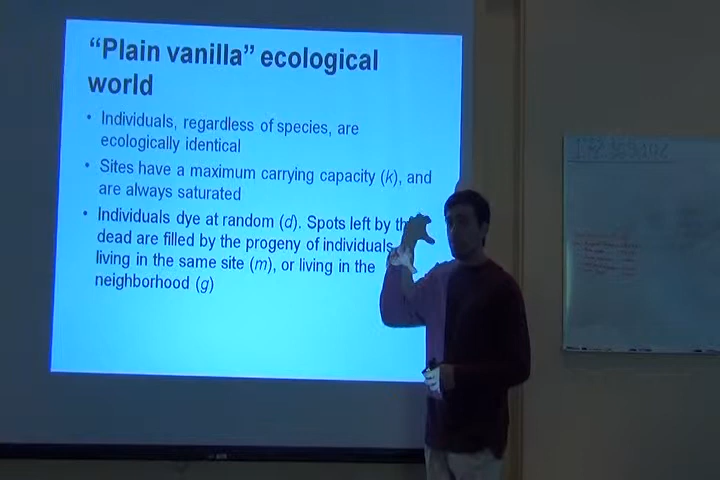 “Plain vanilla” ecological
world
• Individuals, regardless of species, are
ecologically identical
• Sites have a maximum carrying capacity (k), and
are always saturated
• Individuals dye at random (d). Spots left by
dead are filled by the progeny of individuals
living in the same site (m), or living in the
neighborhood (g)